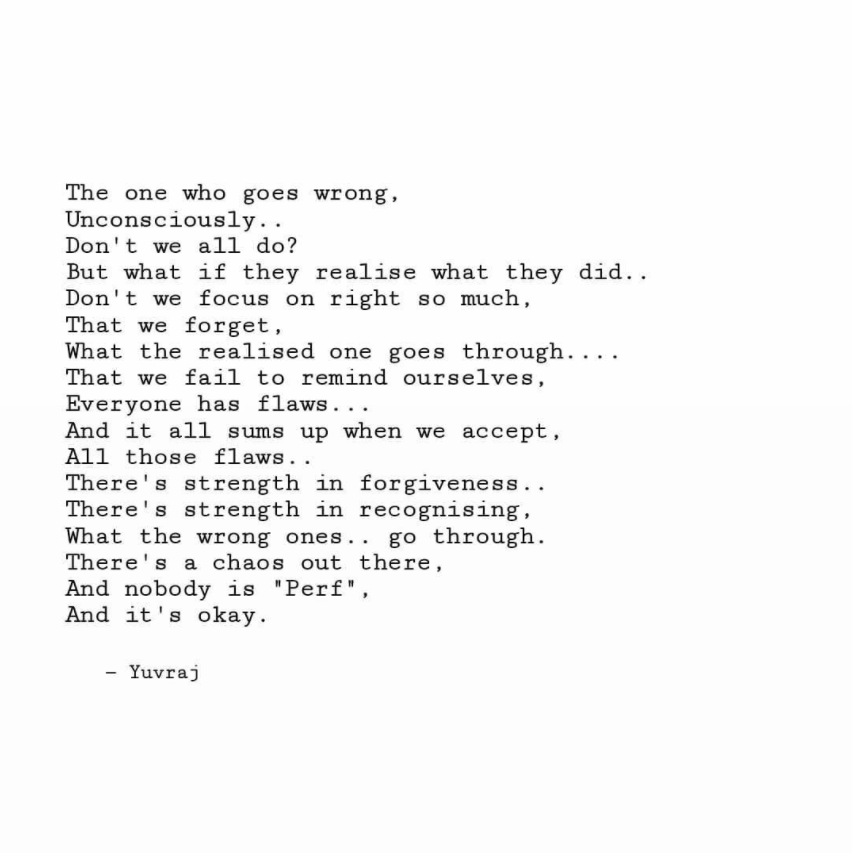 The one who goes wrong,
Unconsciously..
Don't we all do?
But what if they realise what they did..
Don't we focus on right so much,
That we forget,
What the realised one goes through....
That we fail to remind ourselves,
Everyone has flaws...
And it all sums up when we accept,
All those flaws..
There's strength in forgiveness..
There's strength in recognising,
What the wrong ones.. go through.
There's a chaos out there,
And nobody is "Perf",
And it's okay.
– Yuvraj